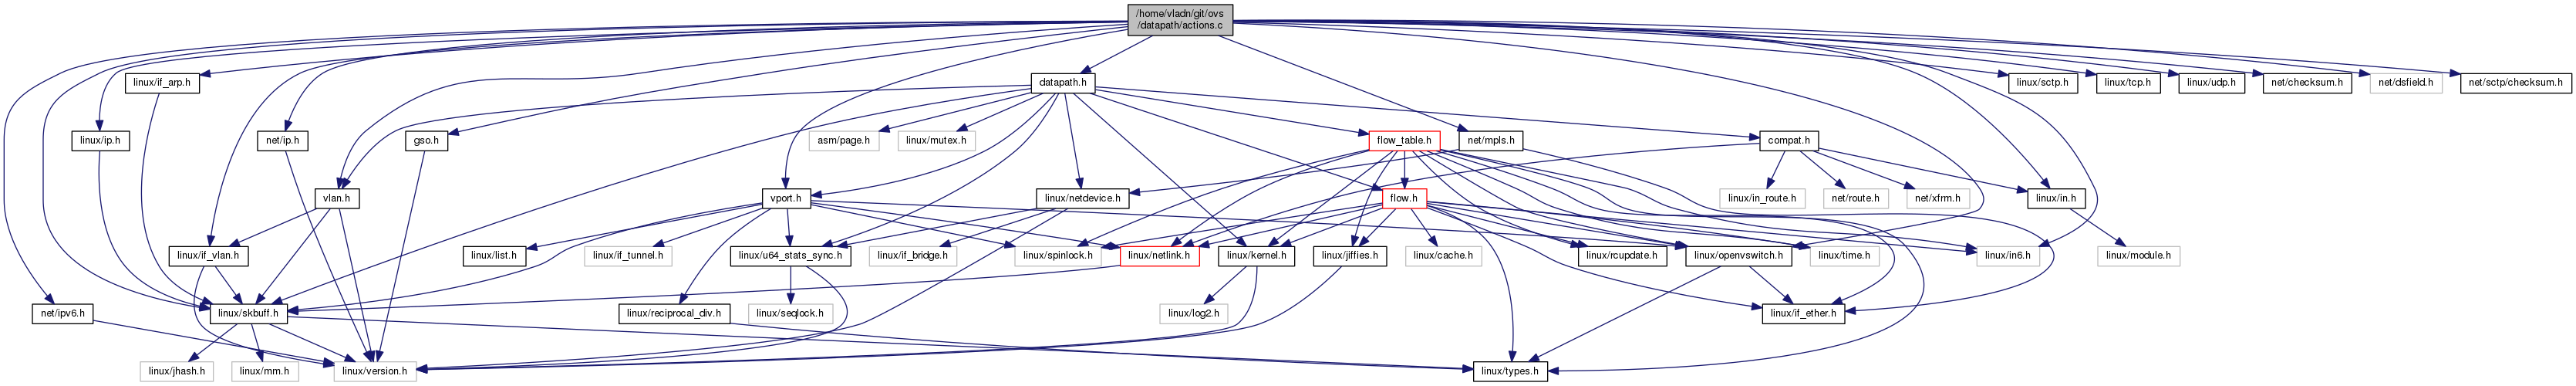 /home/vladn/git/ovs
/datapath/actions.c
linux/if_arp.h
datapath.h
linux/sctp.h
linux/tcp.h
linux/udp.h
net/checksum.h
net/dsfield.h
net/sctp/checksum.h
linux/ip.h
net/ip.h
gso.h
asm/page.h
linux/mutex.h
flow_table.h
net/mpls.h
compat.h
vlan.h
vport.h
linux/netdevice.h
flow.h
linux/in_route.h
net/route.h
net/xfrm.h
linux/in.h
linux/if_vlan.h
linux/list.h
linux/if_tunnel.h
linux/u64_stats_sync.h
linux/if_bridge.h
linux/spinlock.h
linux/netlink.h
linux/kernel.h
linux/jiffies.h
linux/cache.h
linux/rcupdate.h
linux/openvswitch.h
linux/time.h
linux/in6.h
linux/module.h
net/ipv6.h
linux/skbuff.h
linux/reciprocal_div.h
linux/seqlock.h
linux/log2.h
linux/if_ether.h
linux/jhash.h
linux/mm.h
linux/version.h
linux/types.h